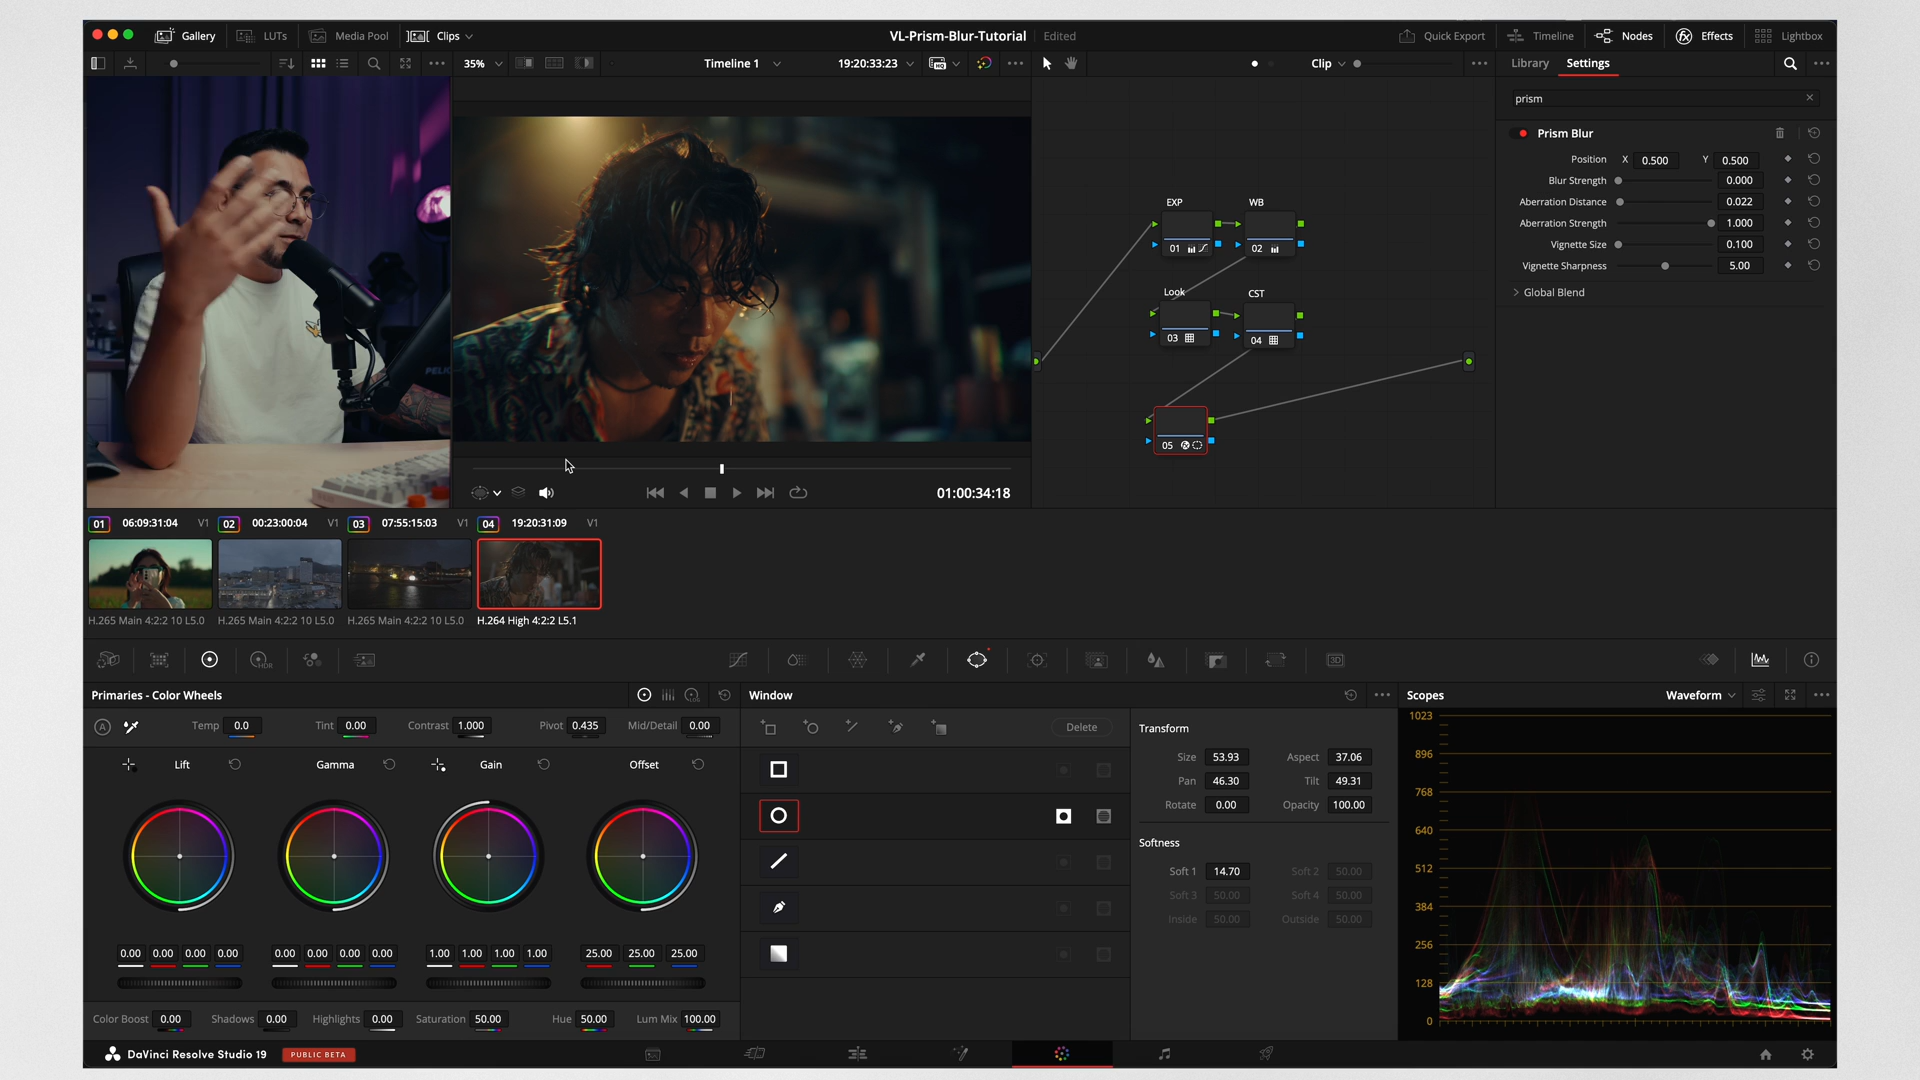 Gallery LUTs Media Pool Clips VL-Prism-Blur-Tutorial Edited Quick Export Timeline Nodes Effects Lightbox
35% Timeline 1 19:20:33:23 Clip Library Settings
prism
Prism Blur
Position X 0.500 Y 0.500
Blur Strength 0.000
Aberration Distance 0.022
Aberration Strength 1.000
Vignette Size 0.100
Vignette Sharpness 5.00
Global Blend
EXP WB
01 02
Look CST
03 04
05
PELIC
01:00:34:18
01 06:09:31:04 V1 02 00:23:00:04 V1 03 07:55:15:03 V1 04 19:20:31:09 V1
H.265 Main 4:2:2 10 L5.0 H.265 Main 4:2:2 10 L5.0 H.265 Main 4:2:2 10 L5.0 H.264 High 4:2:2 L5.1
HDR 3D
Primaries - Color Wheels
Temp 0.0 Tint 0.00 Contrast 1.000 Pivot 0.435 Mid/Detail 0.00
Lift Gamma Gain Offset
0.00 0.00 0.00 0.00 0.00 0.00 0.00 0.00 1.00 1.00 1.00 1.00 25.00 25.00 25.00
Color Boost 0.00 Shadows 0.00 Highlights 0.00 Saturation 50.00 Hue 50.00 Lum Mix 100.00
Window
Delete
Transform
Size 53.93 Aspect 37.06
Pan 46.30 Tilt 49.31
Rotate 0.00 Opacity 100.00
Softness
Soft 1 14.70 Soft 2 50.00
Soft 3 50.00 Soft 4 50.00
Inside 50.00 Outside 50.00
Scopes Waveform
1023
896
768
640
512
384
256
128
0
DaVinci Resolve Studio 19 PUBLIC BETA